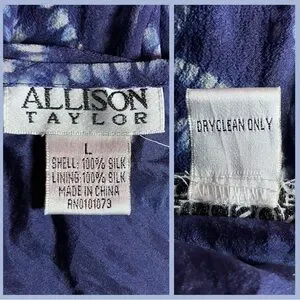 ALLISON
TAYLOR
L
SHELL: 100% SILK
LINING: 100% SILK
MADE IN CHINA
RN0101073
DRYCLEAN ONLY